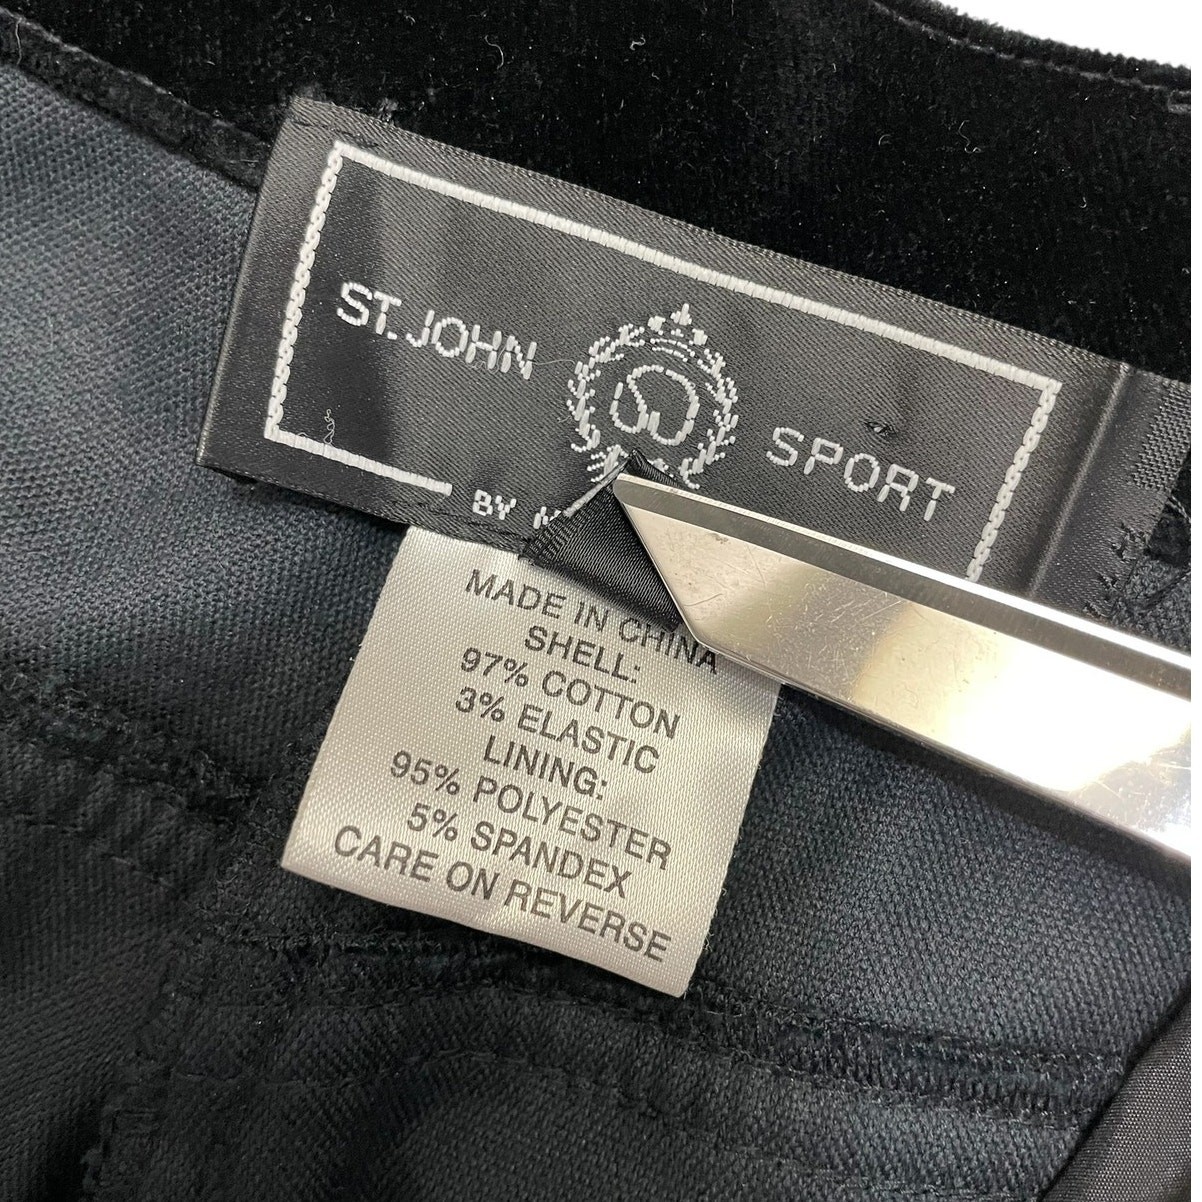 ST. JOHN SPORT
BY
MADE IN CHINA
SHELL:
97% COTTON
3% ELASTIC
LINING:
95% POLYESTER
5% SPANDEX
CARE ON REVERSE